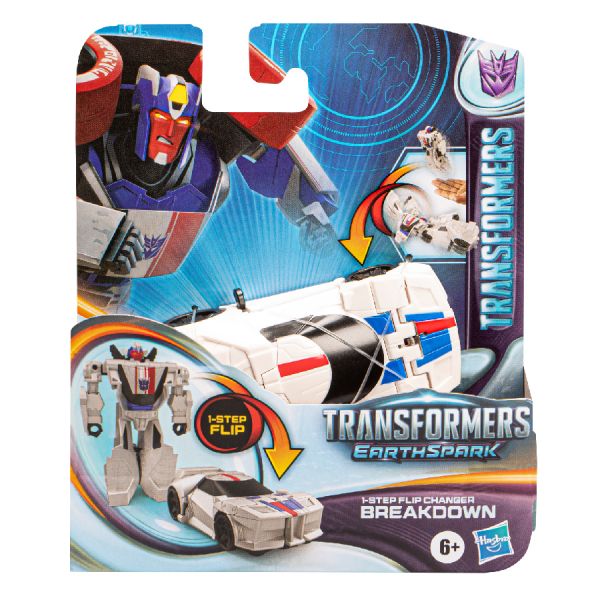 TRANSFORMERS
1-STEP
FLIP
TRANSFORMERS
EARTHSPARK
1-STEP FLIP CHANGER
BREAKDOWN
6+
Hasbro